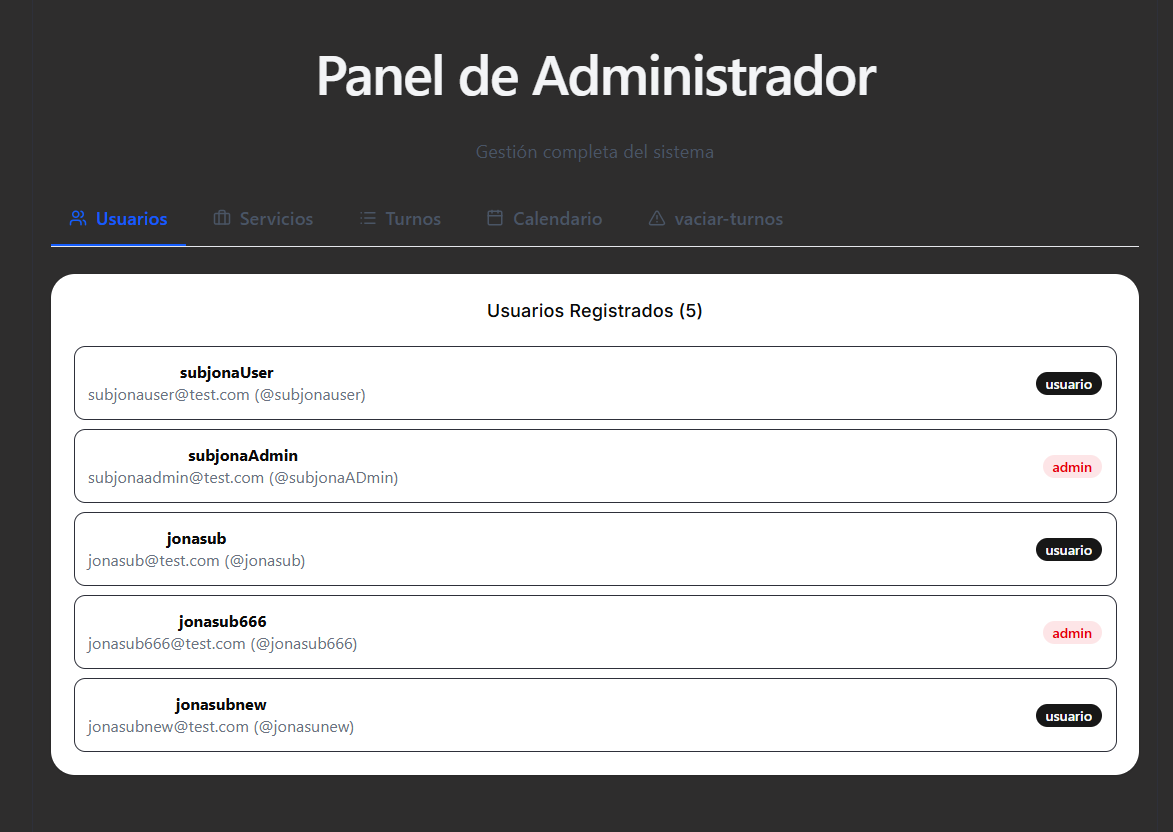 Panel de Administrador
Gestión completa del sistema
Usuarios Servicios Turnos Calendario vaciar-turnos
Usuarios Registrados (5)
subjonaUser
subjonauser@test.com (@subjonauser)
usuario
subjonaAdmin
subjonaadmin@test.com (@subjonaADmin)
admin
jonasub
jonasub@test.com (@jonasub)
usuario
jonasub666
jonasub666@test.com (@jonasub666)
admin
jonasubnew
jonasubnew@test.com (@jonasunew)
usuario